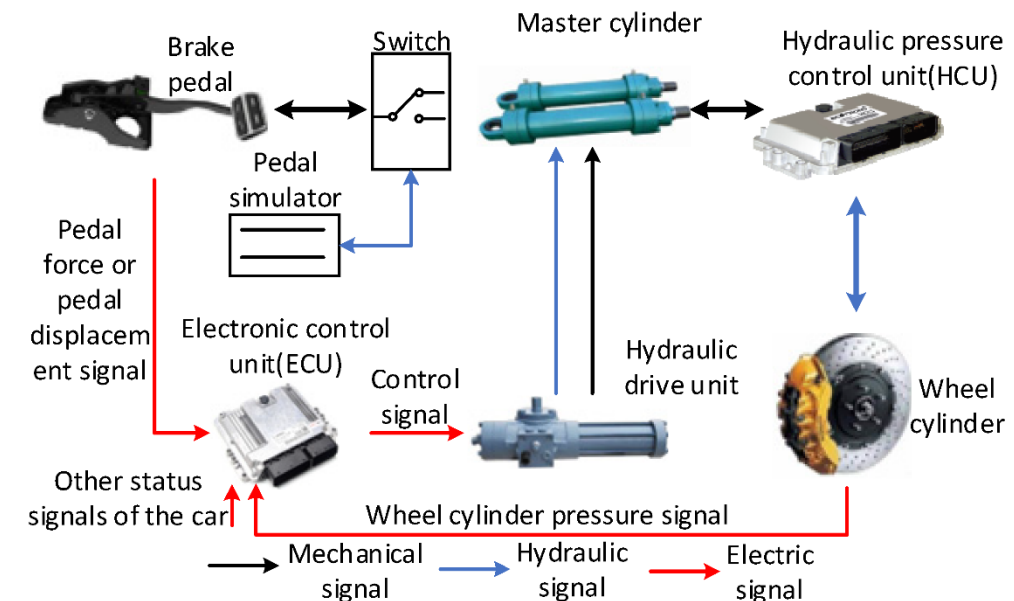 Brake
pedal
Switch
Master cylinder
Hydraulic pressure
control unit(HCU)
Pedal
simulator
Pedal
force or
pedal
displacem
ent signal
Electronic control
unit(ECU)
Control
signal
Hydraulic
drive unit
Wheel
cylinder
Other status
signals of the car
Wheel cylinder pressure signal
Mechanical
signal
Hydraulic
signal
Electric
signal